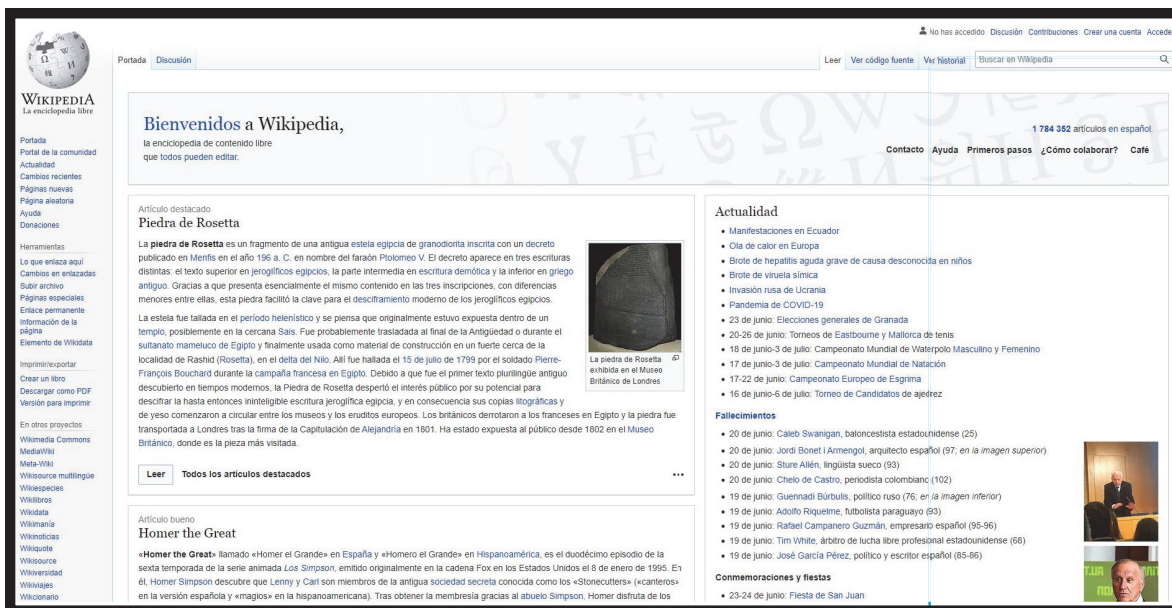 No has accedido Discusión Contribuciones Crear una cuenta Accede
Portada Discusión
Leer Ver código fuente Ver historial Buscar en Wikipedia
WIKIPEDIA
La enciclopedia libre
Portada
Portal de la comunidad
Actualidad
Cambios recientes
Páginas nuevas
Página aleatoria
Ayuda
Donaciones
Herramientas
Lo que enlaza aquí
Cambios en enlazadas
Subir archivo
Páginas especiales
Enlace permanente
Información de la
página
Elemento de Wikidata
Imprimir/exportar
Crear un libro
Descargar como PDF
Versión para imprimir
En otros proyectos
Wikimedia Commons
MediaWiki
Meta-Wiki
Wikisource multilingüe
Wikiespecies
Wikilibros
Wikidata
Wikimanía
Wikinoticias
Wikiquote
Wikisource
Wikiversidad
Wikiviajes
Wikcionario
Bienvenidos a Wikipedia,
la enciclopedia de contenido libre
que todos pueden editar.
1 784 352 artículos en español.
Contacto Ayuda Primeros pasos ¿Cómo colaborar? Café
Artículo destacado
Piedra de Rosetta
La piedra de Rosetta es un fragmento de una antigua estela egipcia de granodiorita inscrita con un decreto
publicado en Menfis en el año 196 a. C. en nombre del faraón Ptolomeo V. El decreto aparece en tres escrituras
distintas: el texto superior en jeroglíficos egipcios, la parte intermedia en escritura demótica y la inferior en griego
antiguo. Gracias a que presenta esencialmente el mismo contenido en las tres inscripciones, con diferencias
menores entre ellas, esta piedra facilitó la clave para el desciframiento moderno de los jeroglíficos egipcios.
La estela fue tallada en el período helenístico y se piensa que originalmente estuvo expuesta dentro de un
templo, posiblemente en la cercana Sais. Fue probablemente trasladada al final de la Antigüedad o durante el
sultanato mameluco de Egipto y finalmente usada como material de construcción en un fuerte cerca de la
localidad de Rashid (Rosetta), en el delta del Nilo. Allí fue hallada el 15 de julio de 1799 por el soldado Pierre-
François Bouchard durante la campaña francesa en Egipto. Debido a que fue el primer texto plurilingüe antiguo
descubierto en tiempos modernos, la Piedra de Rosetta despertó el interés público por su potencial para
descifrar la hasta entonces ininteligible escritura jeroglífica egipcia, y en consecuencia sus copias litográficas y
de yeso comenzaron a circular entre los museos y los eruditos europeos. Los británicos derrotaron a los franceses en Egipto y la piedra fue
transportada a Londres tras la firma de la Capitulación de Alejandría en 1801. Ha estado expuesta al público desde 1802 en el Museo
Británico, donde es la pieza más visitada.
La piedra de Rosetta
exhibida en el Museo
Británico de Londres
Leer Todos los artículos destacados
Artículo bueno
Homer the Great
«Homer the Great» llamado «Homer el Grande» en España y «Homero el Grande» en Hispanoamérica, es el duodécimo episodio de la
sexta temporada de la serie animada Los Simpson, emitido originalmente en la cadena Fox en los Estados Unidos el 8 de enero de 1995. En
él, Homer Simpson descubre que Lenny y Carl son miembros de la antigua sociedad secreta conocida como los «Stonecutters» («canteros»
en la versión española y «magios» en la hispanoamericana). Tras obtener la membresía gracias al abuelo Simpson, Homer disfruta de los
Actualidad
• Manifestaciones en Ecuador
• Ola de calor en Europa
• Brote de hepatitis aguda grave de causa desconocida en niños
• Brote de viruela símica
• Invasión rusa de Ucrania
• Pandemia de COVID-19
• 23 de junio: Elecciones generales de Granada
• 20-26 de junio: Torneos de Eastbourne y Mallorca de tenis
• 18 de junio-3 de julio: Campeonato Mundial de Waterpolo Masculino y Femenino
• 17 de junio-3 de julio: Campeonato Mundial de Natación
• 17-22 de junio: Campeonato Europeo de Esgrima
• 16 de junio-6 de julio: Torneo de Candidatos de ajedrez
Fallecimientos
• 20 de junio: Caleb Swanigan, baloncestista estadounidense (25)
• 20 de junio: Jordi Bonet i Armengol, arquitecto español (97; en la imagen superior)
• 20 de junio: Sture Allén, lingüista sueco (93)
• 20 de junio: Chelo de Castro, periodista colombiano (102)
• 19 de junio: Guennadi Búrbulis, político ruso (76; en la imagen inferior)
• 19 de junio: Adolfo Riquelme, futbolista paraguayo (93)
• 19 de junio: Rafael Campanero Guzmán, empresario español (95-96)
• 19 de junio: Tim White, árbitro de lucha libre profesional estadounidense (68)
• 19 de junio: José García Pérez, político y escritor español (85-86)
Conmemoraciones y fiestas
• 23-24 de junio: Fiesta de San Juan